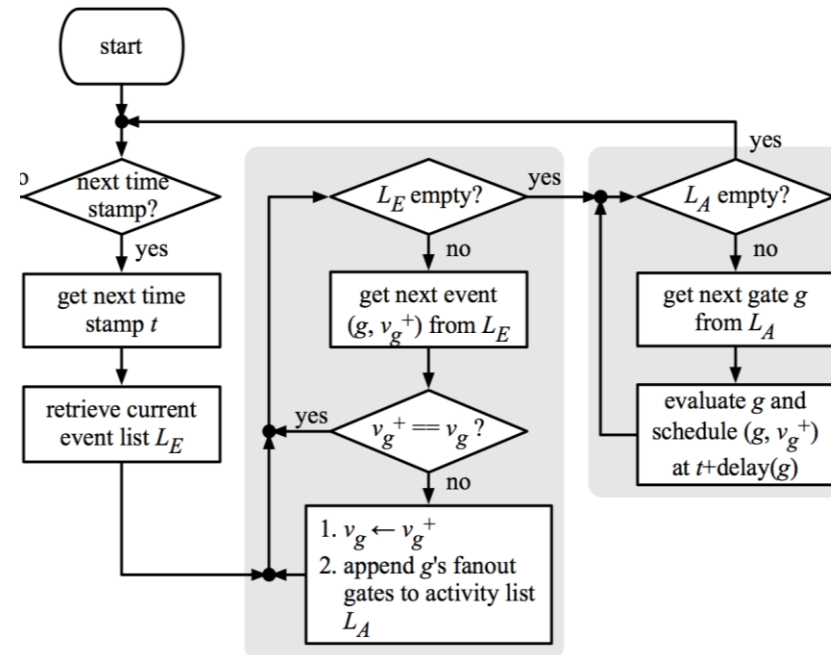 start
next time
stamp?
yes
get next time
stamp t
retrieve current
event list L_E
L_E empty?
yes
no
get next event
(g, v_g^+) from L_E
v_g^+ == v_g ?
yes
no
1. v_g ← v_g^+
2. append g's fanout
gates to activity list
L_A
yes
L_A empty?
no
get next gate g
from L_A
evaluate g and
schedule (g, v_g^+)
at t+delay(g)